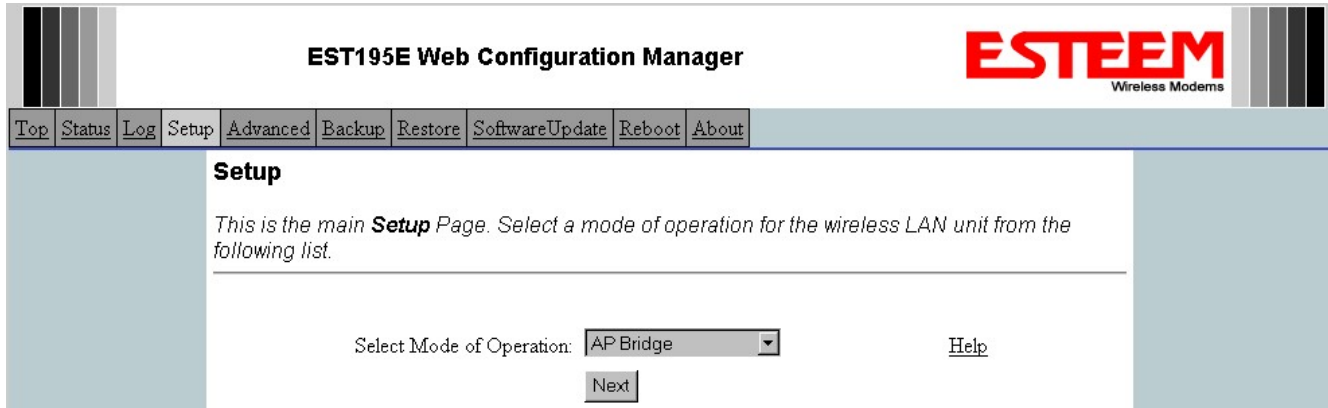 EST195E Web Configuration Manager
ESTEEM
Wireless Modems
Top Status Log Setup Advanced Backup Restore SoftwareUpdate Reboot About
Setup
This is the main Setup Page. Select a mode of operation for the wireless LAN unit from the
following list.
Select Mode of Operation: AP Bridge Help
Next